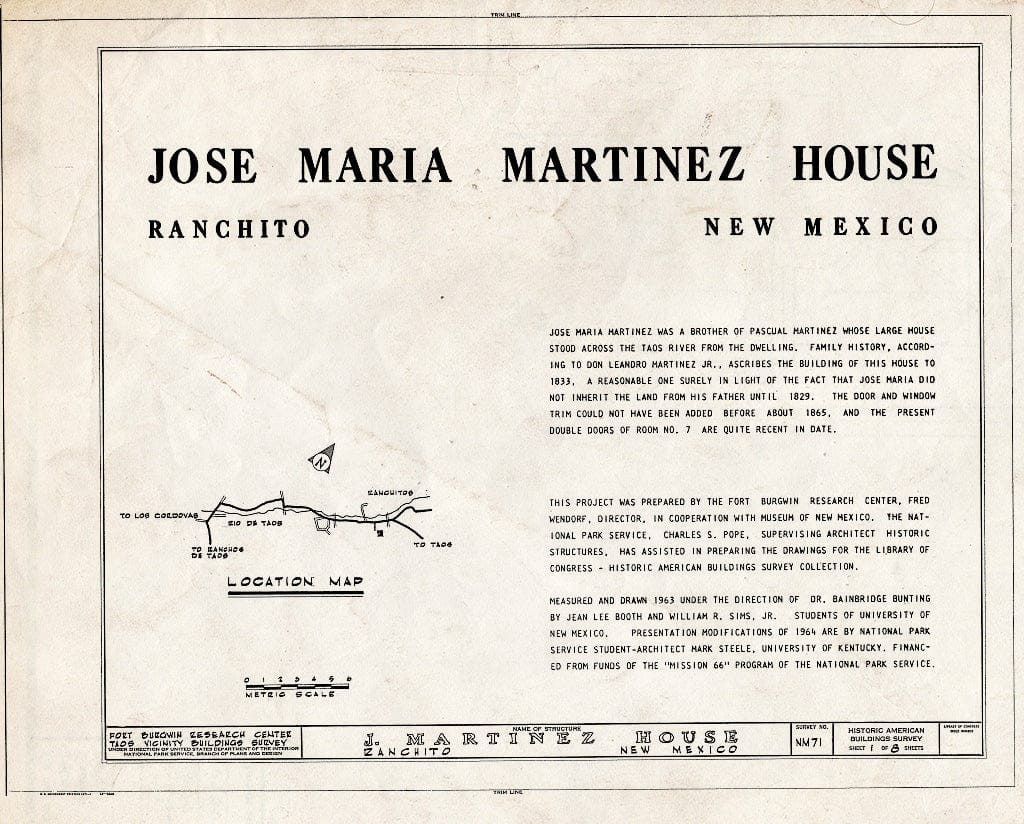 TRIM LINE
JOSE MARIA MARTINEZ HOUSE
RANCHITO NEW MEXICO
JOSE MARIA MARTINEZ WAS A BROTHER OF PASCUAL MARTINEZ WHOSE LARGE HOUSE
STOOD ACROSS THE TAOS RIVER FROM THE DWELLING. FAMILY HISTORY, ACCORD-
ING TO DON LEANDRO MARTINEZ JR., ASCRIBES THE BUILDING OF THIS HOUSE TO
1833, A REASONABLE ONE SURELY IN LIGHT OF THE FACT THAT JOSE MARIA DID
NOT INHERIT THE LAND FROM HIS FATHER UNTIL 1829. THE DOOR AND WINDOW
TRIM COULD NOT HAVE BEEN ADDED BEFORE ABOUT 1865, AND THE PRESENT
DOUBLE DOORS OF ROOM NO. 7 ARE QUITE RECENT IN DATE.
N
RANCHITOS
TO LOS CORDOVAS
RIO DE TAOS
TO RANCHOS
DE TAOS
TO TAOS
LOCATION MAP
THIS PROJECT WAS PREPARED BY THE FORT BURGWIN RESEARCH CENTER, FRED
WENDORF, DIRECTOR, IN COOPERATION WITH MUSEUM OF NEW MEXICO. THE NAT-
IONAL PARK SERVICE, CHARLES S. POPE, SUPERVISING ARCHITECT HISTORIC
STRUCTURES, HAS ASSISTED IN PREPARING THE DRAWINGS FOR THE LIBRARY OF
CONGRESS - HISTORIC AMERICAN BUILDINGS SURVEY COLLECTION.
MEASURED AND DRAWN 1963 UNDER THE DIRECTION OF DR. BAINBRIDGE BUNTING
BY JEAN LEE BOOTH AND WILLIAM R. SIMS, JR. STUDENTS OF UNIVERSITY OF
NEW MEXICO. PRESENTATION MODIFICATIONS OF 1964 ARE BY NATIONAL PARK
SERVICE STUDENT-ARCHITECT MARK STEELE, UNIVERSITY OF KENTUCKY. FINANC-
ED FROM FUNDS OF THE "MISSION 66" PROGRAM OF THE NATIONAL PARK SERVICE.
0 1 2 3 4 5 6
METRIC SCALE
FORT BURGWIN RESEARCH CENTER
TAOS VICINITY BUILDINGS SURVEY
UNDER DIRECTION OF UNITED STATES DEPARTMENT OF THE INTERIOR
NATIONAL PARK SERVICE, BRANCH OF PLANS AND DESIGN
NAME OF STRUCTURE
J. MARTINEZ HOUSE
RANCHITO NEW MEXICO
SURVEY NO.
NM71
HISTORIC AMERICAN
BUILDINGS SURVEY
SHEET 1 OF 8 SHEETS
LIBRARY OF CONGRESS
TRIM LINE